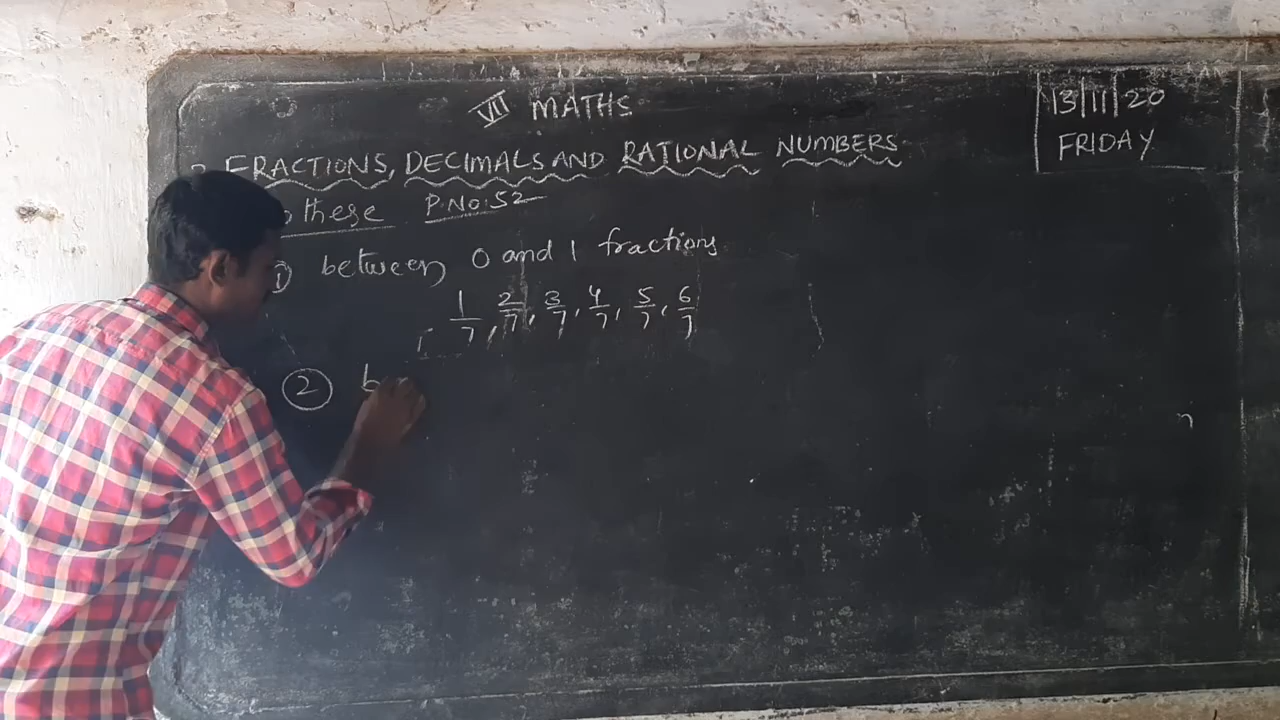 VII MATHS
13/11/20
FRIDAY
FRACTIONS, DECIMALS AND RATIONAL NUMBERS
these P.No:52
① between 0 and 1 fractions
1/7, 2/7, 3/7, 4/7, 5/7, 6/7
② b